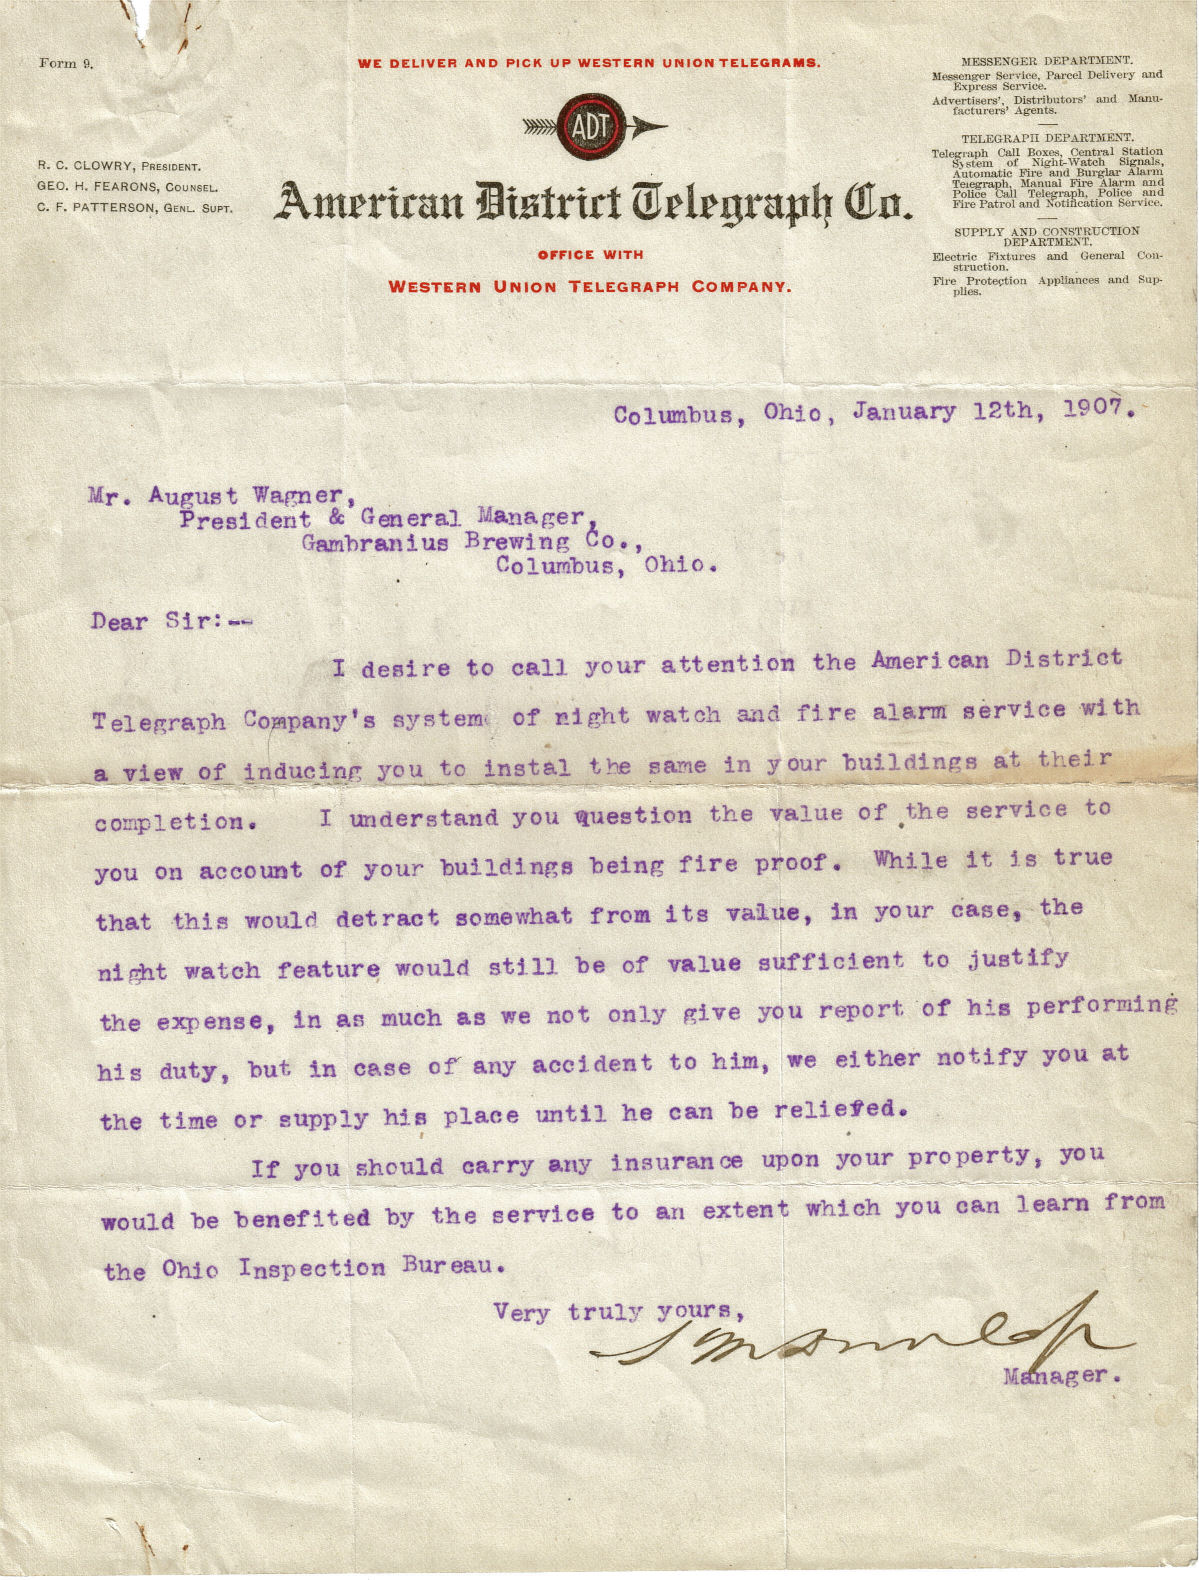 Form 9.
WE DELIVER AND PICK UP WESTERN UNION TELEGRAMS.
ADT
R. C. CLOWRY, PRESIDENT.
GEO. H. FEARONS, COUNSEL.
C. F. PATTERSON, GENL. SUPT.
American District Telegraph Co.
OFFICE WITH
WESTERN UNION TELEGRAPH COMPANY.
MESSENGER DEPARTMENT.
Messenger Service, Parcel Delivery and
Express Service.
Advertisers', Distributors' and Manu-
facturers' Agents.
TELEGRAPH DEPARTMENT.
Telegraph Call Boxes, Central Station
System of Night-Watch Signals,
Automatic Fire and Burglar Alarm
Telegraph, Manual Fire Alarm and
Police Call Telegraph, Police and
Fire Patrol and Notification Service.
SUPPLY AND CONSTRUCTION
DEPARTMENT.
Electric Fixtures and General Con-
struction.
Fire Protection Appliances and Sup-
plies.
Columbus, Ohio, January 12th, 1907.
Mr. August Wagner,
President & General Manager,
Gambranius Brewing Co.,
Columbus, Ohio.
Dear Sir:--
I desire to call your attention the American District
Telegraph Company's system of night watch and fire alarm service with
a view of inducing you to instal the same in your buildings at their
completion. I understand you question the value of the service to
you on account of your buildings being fire proof. While it is true
that this would detract somewhat from its value, in your case, the
night watch feature would still be of value sufficient to justify
the expense, in as much as we not only give you report of his performing
his duty, but in case of any accident to him, we either notify you at
the time or supply his place until he can be reliefed.
If you should carry any insurance upon your property, you
would be benefited by the service to an extent which you can learn from
the Ohio Inspection Bureau.
Very truly yours,
Manager.